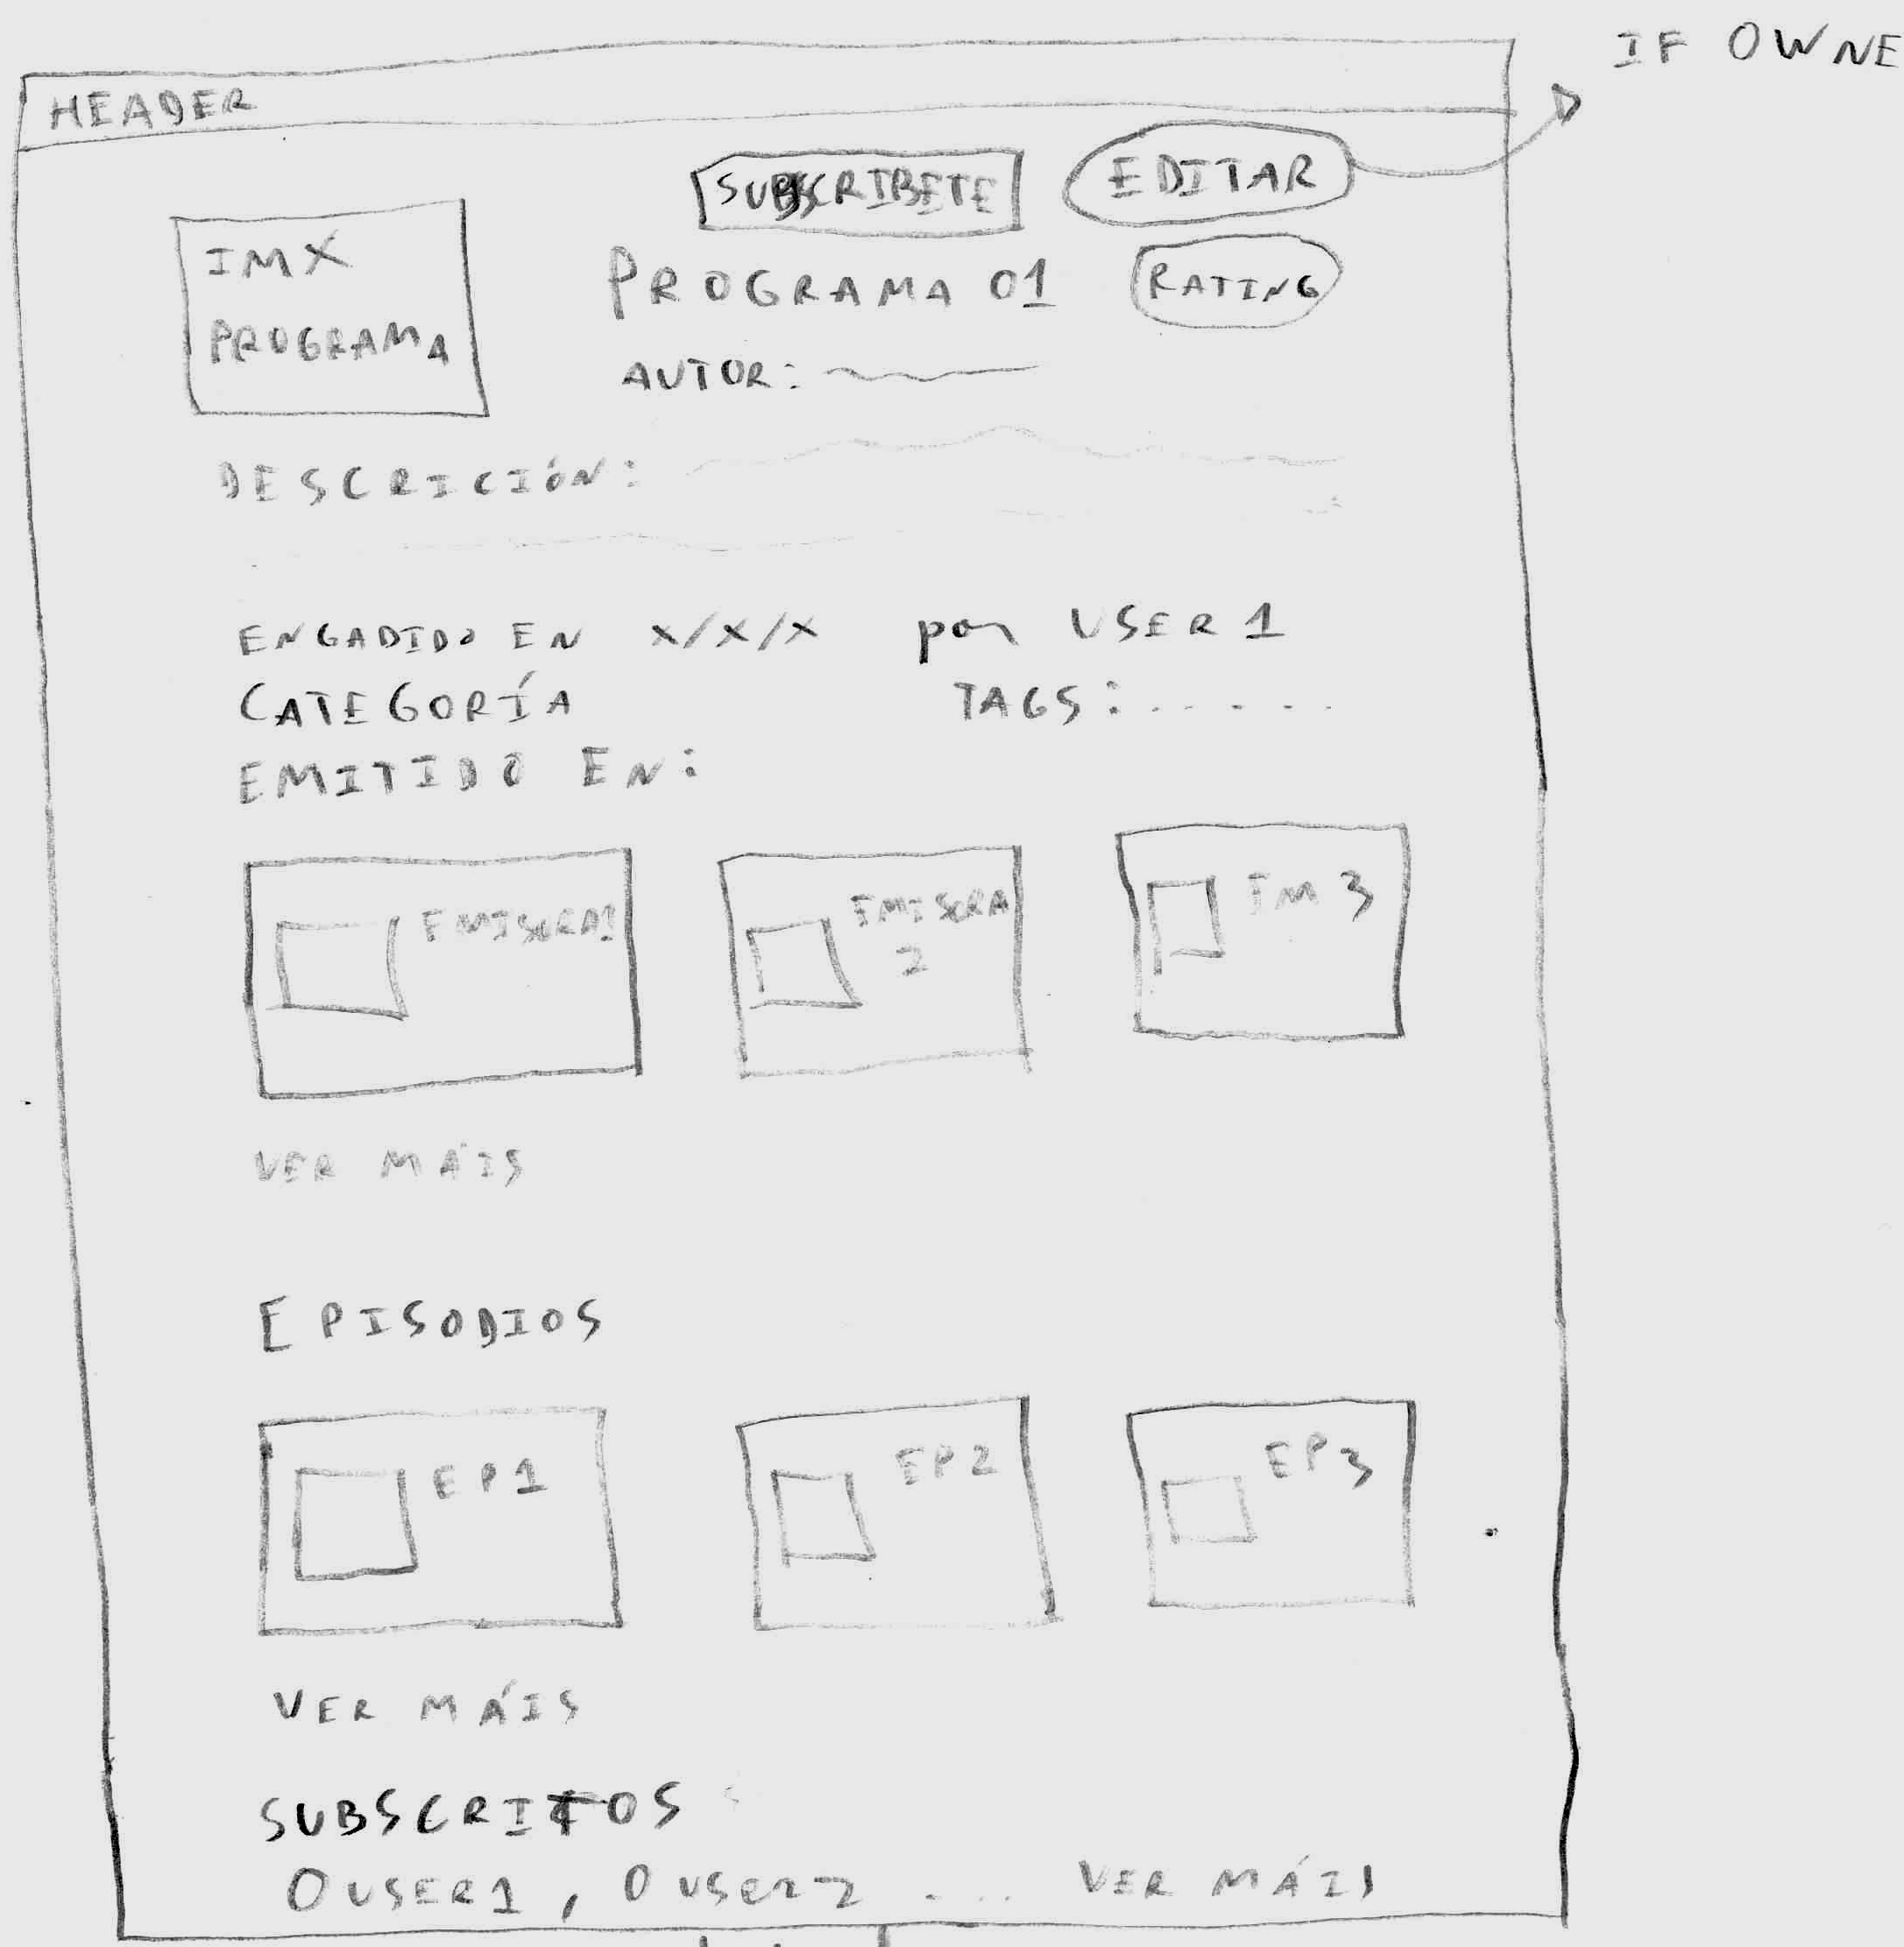 IF OWNE
HEADER
SUBSCRIBETE
EDITAR
IMX
PROGRAMA
PROGRAMA 01
RATING
AUTOR:
DESCRICIÓN:
ENGADIDO EN X/X/X por USER 1
CATEGORÍA TAGS: . . . . .
EMITIDO EN:
EMISORA1
EMISORA
2
EM 3
VER MÁIS
EPISODIOS
EP1
EP2
EP3
VER MÁIS
SUBSCRITOS :
O USER1, O USER2 .... VER MÁIS